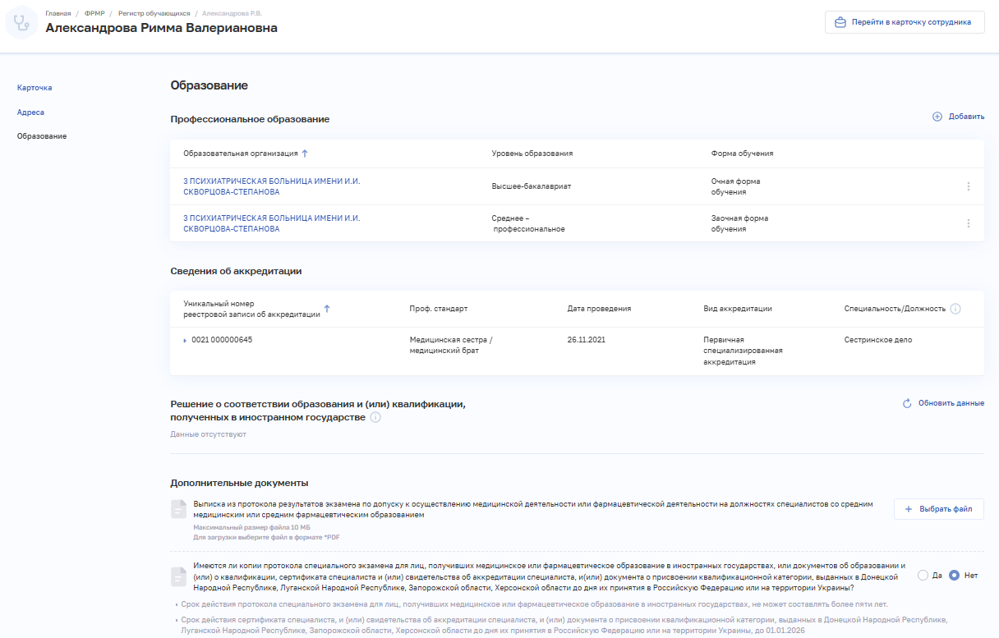 Главная / ФРМР / Регистр обучающихся / Александрова Р.В.
Александрова Римма Валериановна
Перейти в карточку сотрудника
Карточка
Адреса
Образование
Образование
Профессиональное образование
Добавить
Образовательная организация
Уровень образования
Форма обучения
3 ПСИХИАТРИЧЕСКАЯ БОЛЬНИЦА ИМЕНИ И.И.
СКВОРЦОВА-СТЕПАНОВА
Высшее-бакалавриат
Очная форма
обучения
3 ПСИХИАТРИЧЕСКАЯ БОЛЬНИЦА ИМЕНИ И.И.
СКВОРЦОВА-СТЕПАНОВА
Среднее –
профессиональное
Заочная форма
обучения
Сведения об аккредитации
Уникальный номер
реестровой записи об аккредитации
Проф. стандарт
Дата проведения
Вид аккредитации
Специальность/Должность
0021 000000645
Медицинская сестра /
медицинский брат
26.11.2021
Первичная
специализированная
аккредитация
Сестринское дело
Решение о соответствии образования и (или) квалификации,
полученных в иностранном государстве
Обновить данные
Данные отсутствуют
Дополнительные документы
Выписка из протокола результатов экзамена по допуску к осуществлению медицинской деятельности или фармацевтической деятельности на должностях специалистов со средним
медицинским или средним фармацевтическим образованием
Максимальный размер файла 10 МБ
Для загрузки выберите файл в формате *PDF
Выбрать файл
Имеются ли копии протокола специального экзамена для лиц, получивших медицинское или фармацевтическое образование в иностранных государствах, или документов об образовании и
(или) о квалификации, сертификата специалиста и (или) свидетельства об аккредитации специалиста, и(или) документа о присвоении квалификационной категории, выданных в Донецкой
Народной Республике, Луганской Народной Республике, Запорожской области, Херсонской области до дня их принятия в Российскую Федерацию или на территории Украины?
Да
Нет
Срок действия протокола специального экзамена для лиц, получивших медицинское или фармацевтическое образование в иностранных государствах, не может составлять более пяти лет.
Срок действия сертификата специалиста, и (или) свидетельства об аккредитации специалиста, и (или) документа о присвоении квалификационной категории, выданных в Донецкой Народной Республике,
Луганской Народной Республике, Запорожской области, Херсонской области до дня их принятия в Российскую Федерацию или на территории Украины, до 01.01.2026